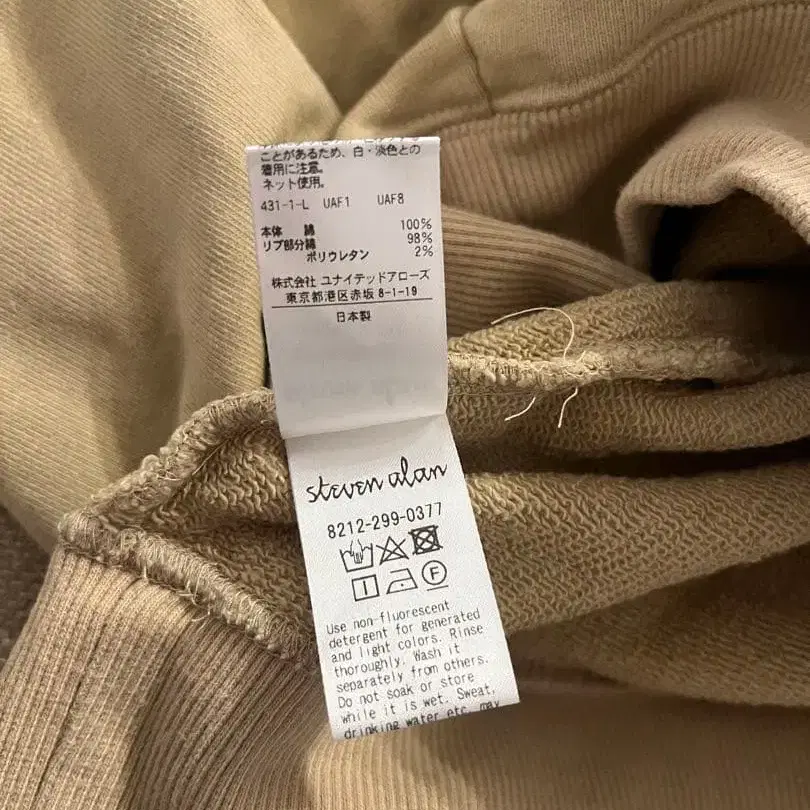 ことがあるため、白・淡色との
着用に注意。
ネット使用。
431-1-L UAF1 UAF8
本体 綿 100%
リブ部分綿 98%
ポリウレタン 2%
株式会社 ユナイテッドアローズ
東京都港区赤坂 8-1-19
日本製
steven alan
8212-299-0377
F
Use non-fluorescent
detergent for generated
and light colors. Rinse
thoroughly. Wash it
separately from others.
Do not soak or store
while it is wet. Sweat,
drinking water etc. may